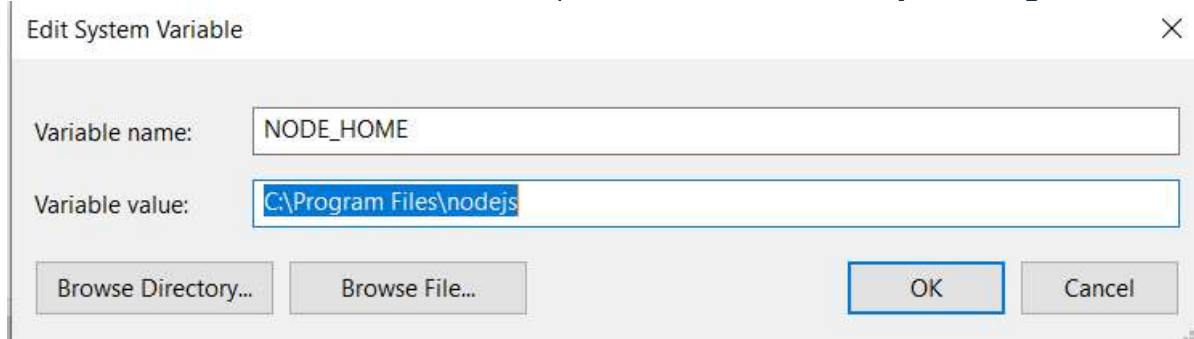 Edit System Variable
Variable name: NODE_HOME
Variable value: C:\Program Files\nodejs
Browse Directory... Browse File... OK Cancel